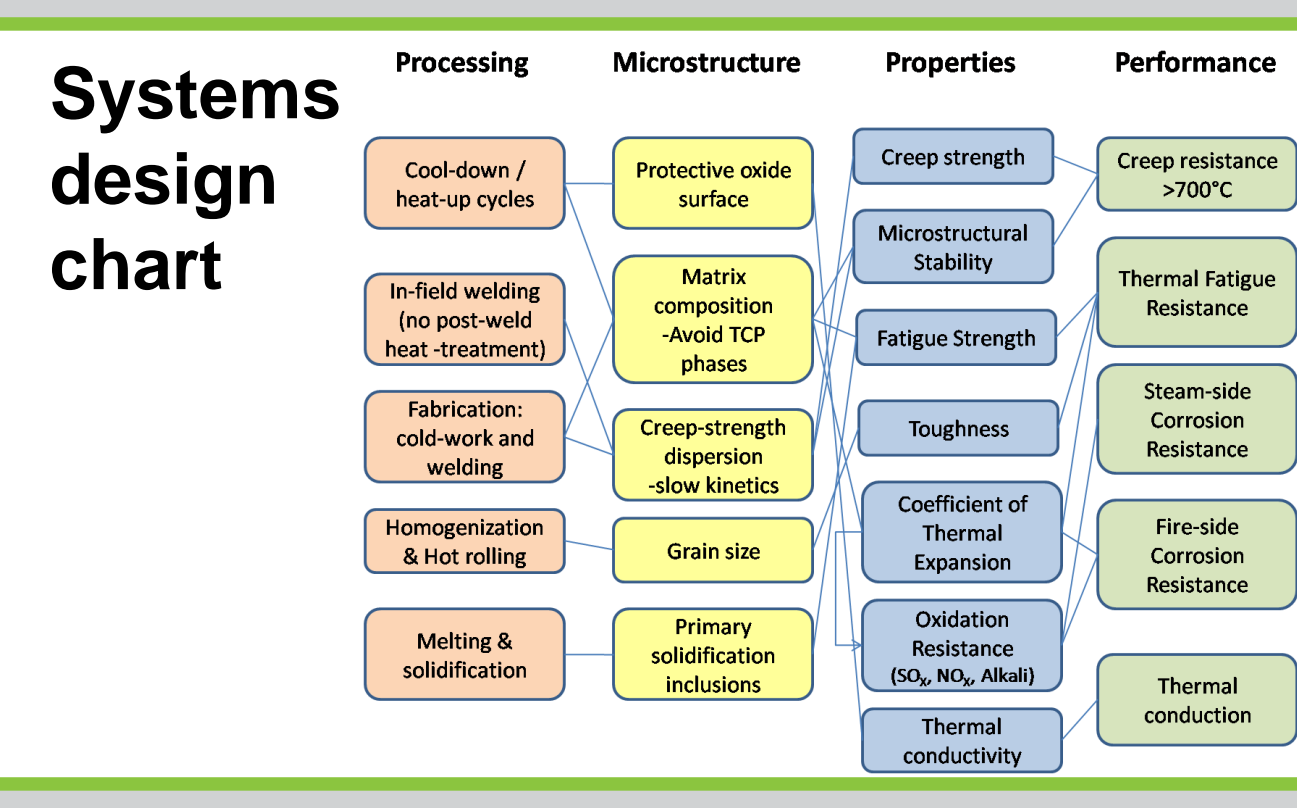 Systems
design
chart
Processing
Cool-down /
heat-up cycles
In-field welding
(no post-weld
heat -treatment)
Fabrication:
cold-work and
welding
Homogenization
& Hot rolling
Melting &
solidification
Microstructure
Protective oxide
surface
Matrix
composition
-Avoid TCP
phases
Creep-strength
dispersion
-slow kinetics
Grain size
Primary
solidification
inclusions
Properties
Creep strength
Microstructural
Stability
Fatigue Strength
Toughness
Coefficient of
Thermal
Expansion
Oxidation
Resistance
(SOX, NOX, Alkali)
Thermal
conductivity
Performance
Creep resistance
>700°C
Thermal Fatigue
Resistance
Steam-side
Corrosion
Resistance
Fire-side
Corrosion
Resistance
Thermal
conduction